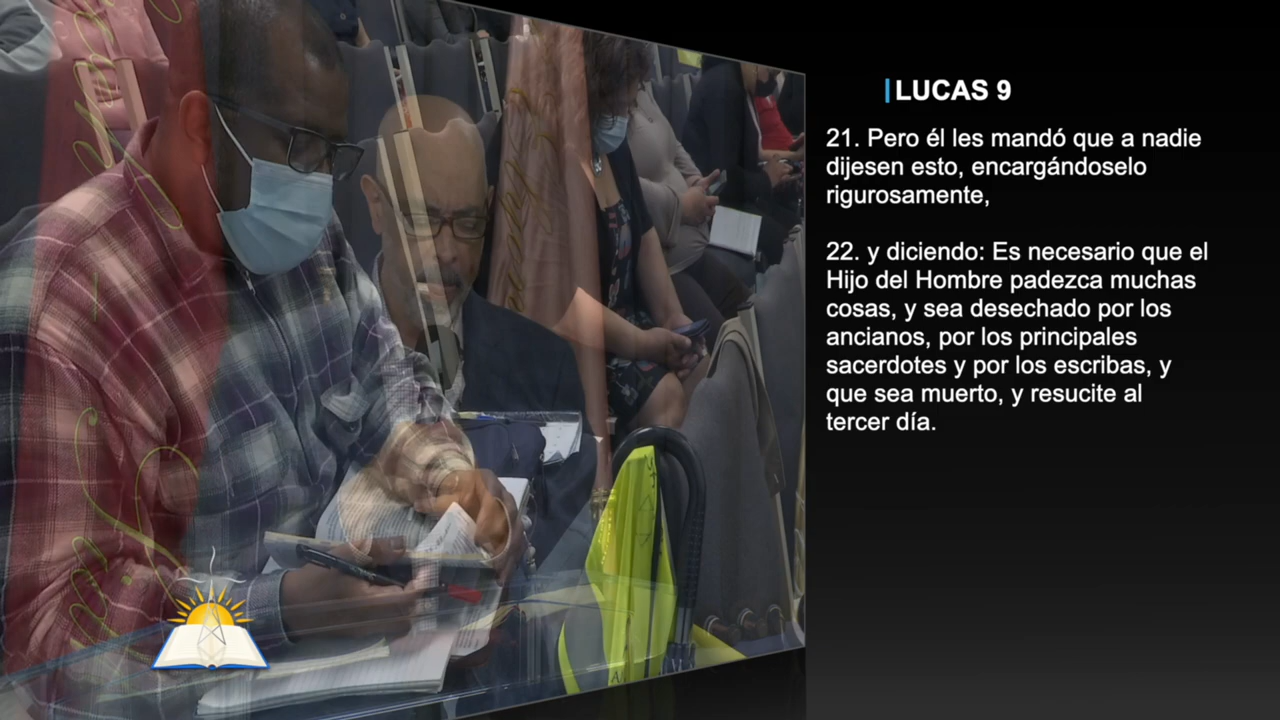 LUCAS 9
21. Pero él les mandó que a nadie
dijesen esto, encargándoselo
rigurosamente,
22. y diciendo: Es necesario que el
Hijo del Hombre padezca muchas
cosas, y sea desechado por los
ancianos, por los principales
sacerdotes y por los escribas, y
que sea muerto, y resucite al
tercer día.